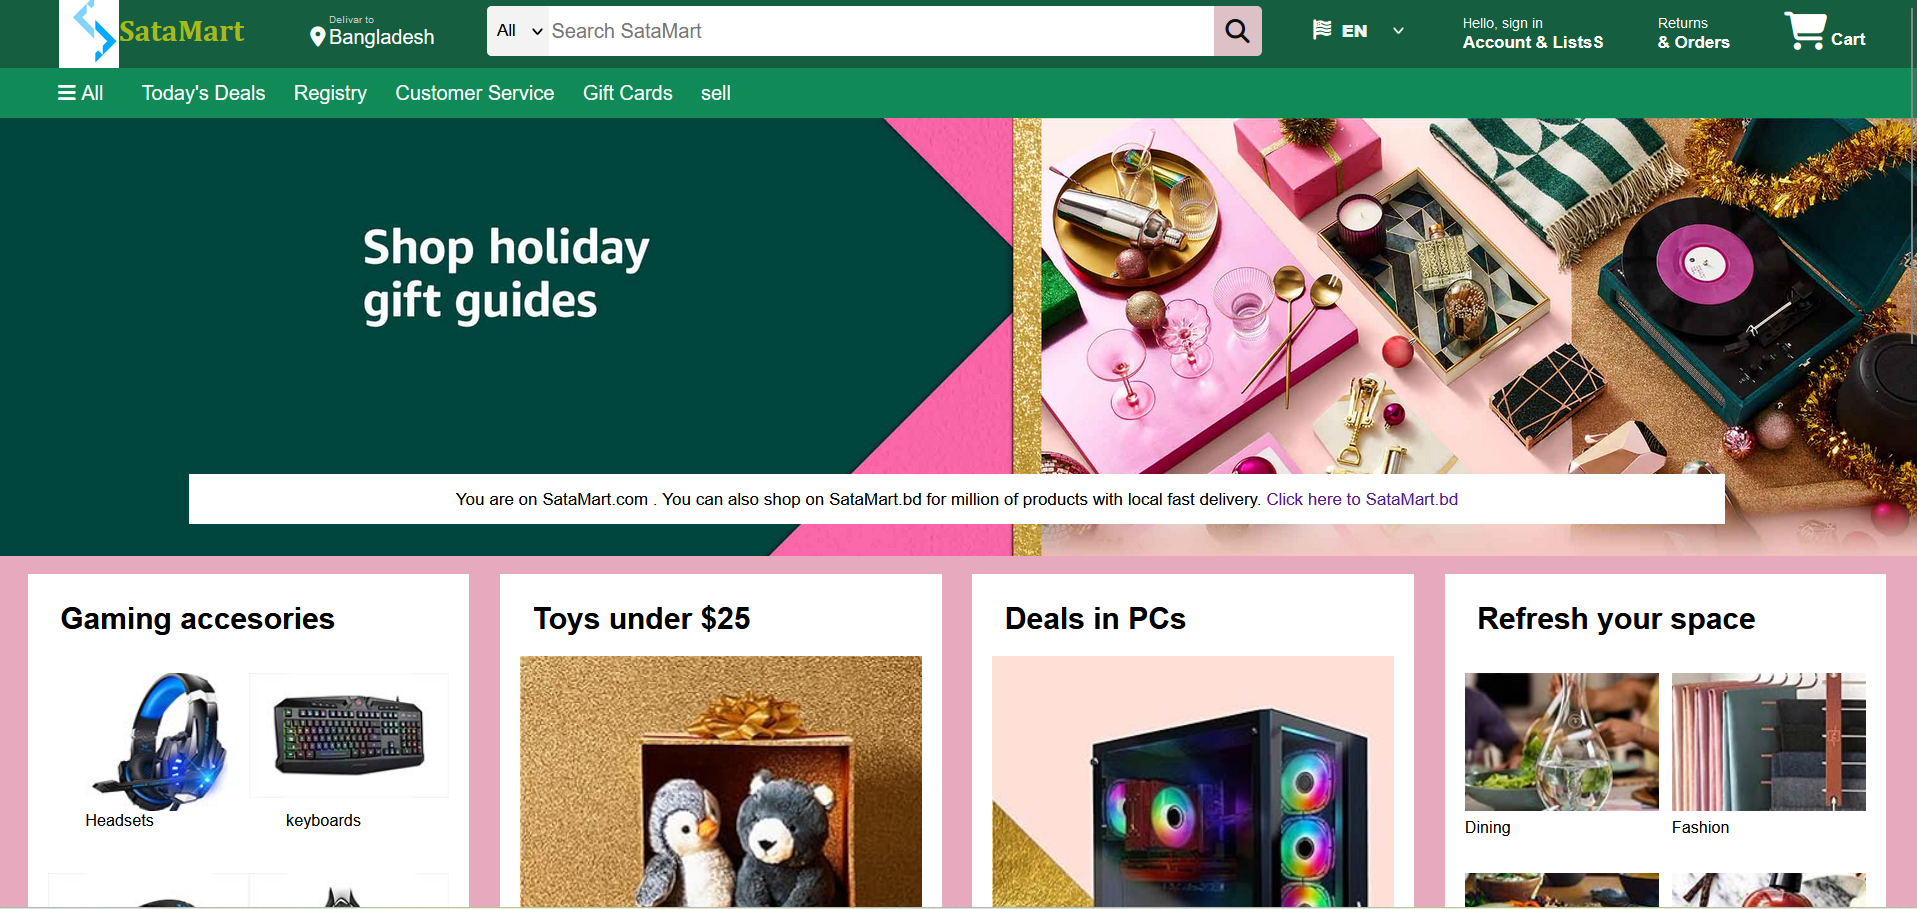 SataMart
Delivar to
Bangladesh
All
Search SataMart
EN
Hello, sign in
Account & ListsS
Returns
& Orders
Cart
All
Today's Deals
Registry
Customer Service
Gift Cards
sell
Shop holiday
gift guides
You are on SataMart.com . You can also shop on SataMart.bd for million of products with local fast delivery. Click here to SataMart.bd
Gaming accesories
Headsets
keyboards
Toys under $25
Deals in PCs
Refresh your space
Dining
Fashion